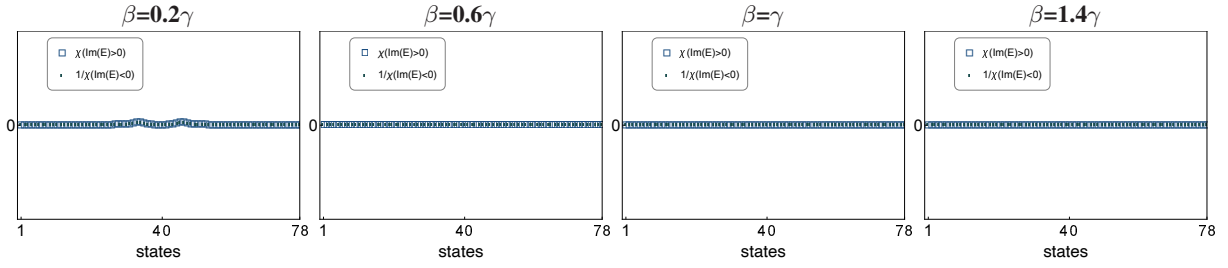 β=0.2γ
χ(Im(E)>0)
1/χ(Im(E)<0)
0
1 40 78
states
β=0.6γ
χ(Im(E)>0)
1/χ(Im(E)<0)
0
1 40 78
states
β=γ
χ(Im(E)>0)
1/χ(Im(E)<0)
0
1 40 78
states
β=1.4γ
χ(Im(E)>0)
1/χ(Im(E)<0)
0
1 40 78
states